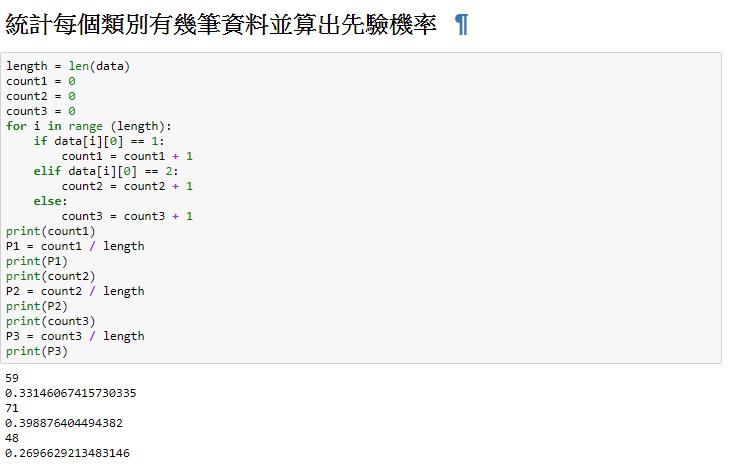 統計每個類別有幾筆資料並算出先驗機率 ¶
length = len(data)
count1 = 0
count2 = 0
count3 = 0
for i in range (length):
    if data[i][0] == 1:
        count1 = count1 + 1
    elif data[i][0] == 2:
        count2 = count2 + 1
    else:
        count3 = count3 + 1
print(count1)
P1 = count1 / length
print(P1)
print(count2)
P2 = count2 / length
print(P2)
print(count3)
P3 = count3 / length
print(P3)
59
0.33146067415730335
71
0.398876404494382
48
0.2696629213483146